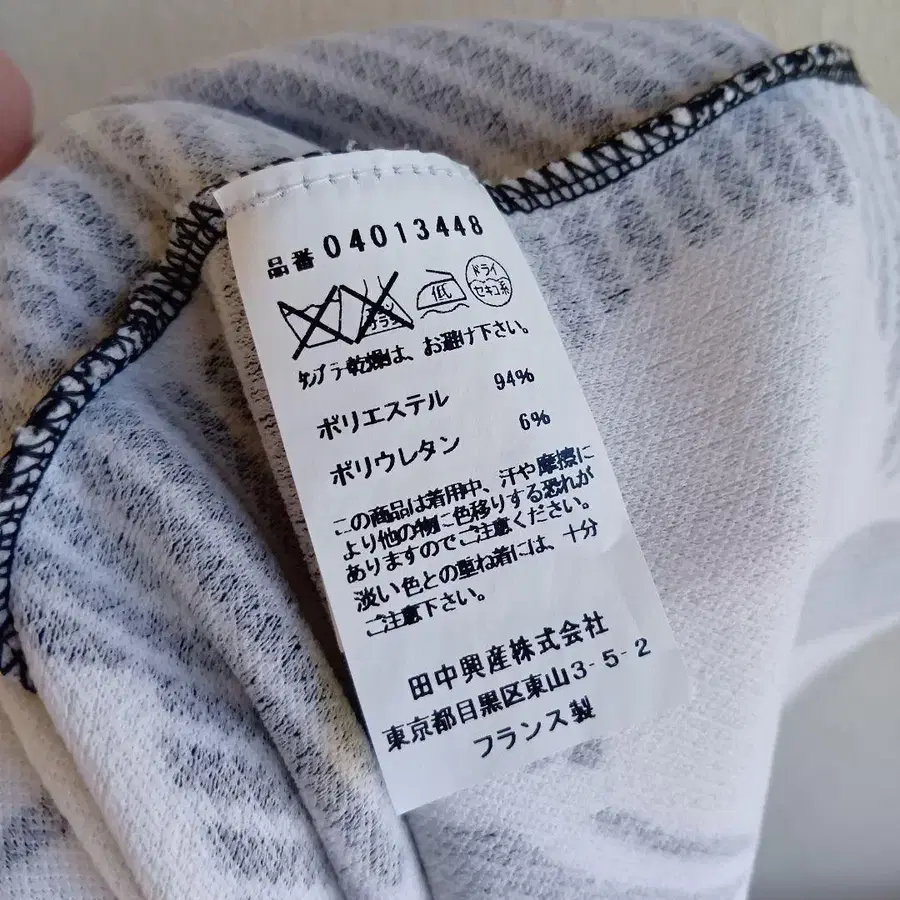 品番 04013448
低
ドライ
セキユ系
タンブラ乾燥は、お避け下さい。
ポリエステル 94%
ポリウレタン 6%
この商品は着用中、汗や摩擦に
より他の物に色移りする恐れが
ありますのでご注意ください。
淡い色との重ね着には、十分
ご注意下さい。
田中興産株式会社
東京都目黒区東山3-5-2
フランス製